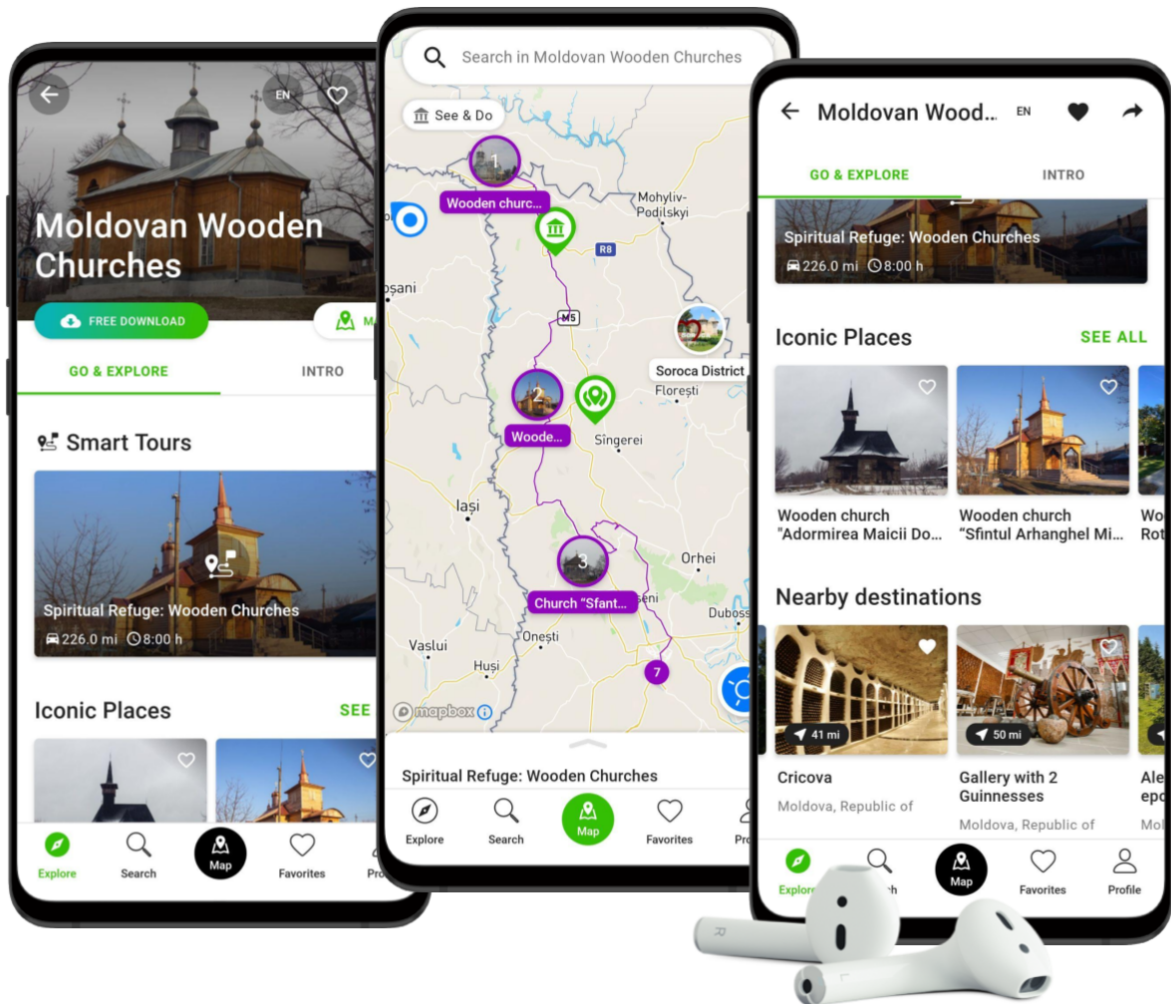 EN
Moldovan Wooden
Churches
FREE DOWNLOAD
GO & EXPLORE
INTRO
Smart Tours
Spiritual Refuge: Wooden Churches
226.0 mi 8:00 h
Iconic Places
SEE
Explore
Search
Map
Favorites
Search in Moldovan Wooden Churches
See & Do
1
Wooden churc...
Mohyliv-
Podilskyi
R8
M5
Soroca District
Florești
2
Woode...
Sîngerei
Iași
3
Orhei
Church “Sfant...
Vaslui
Onești
Huși
7
mapbox
Spiritual Refuge: Wooden Churches
Explore
Search
Map
Favorites
Moldovan Wood... EN
GO & EXPLORE
INTRO
Spiritual Refuge: Wooden Churches
226.0 mi 8:00 h
Iconic Places
SEE ALL
Wooden church
"Adormirea Maicii Do...
Wooden church
“Sfintul Arhanghel Mi...
Nearby destinations
41 mi
50 mi
Cricova
Moldova, Republic of
Gallery with 2
Guinnesses
Moldova, Republic of
Map
Favorites
Profile
R
L